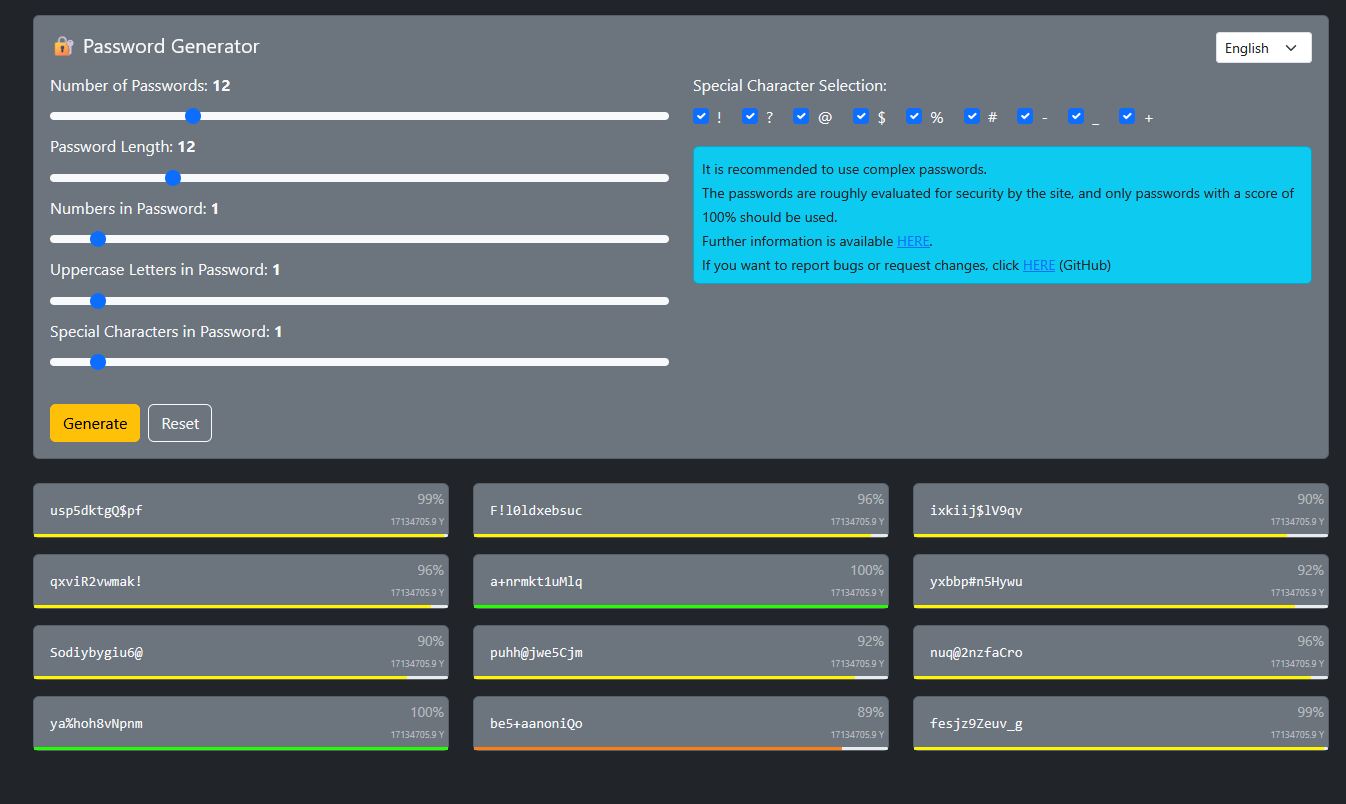 Password Generator
English
Number of Passwords: 12
Password Length: 12
Numbers in Password: 1
Uppercase Letters in Password: 1
Special Characters in Password: 1
Generate
Reset
Special Character Selection:
! ? @ $ % # - _ +
It is recommended to use complex passwords.
The passwords are roughly evaluated for security by the site, and only passwords with a score of
100% should be used.
Further information is available HERE.
If you want to report bugs or request changes, click HERE (GitHub)
usp5dktgQ$pf
99%
17134705.9 Y
F!l0ldxebsuc
96%
17134705.9 Y
ixkiij$lV9qv
90%
17134705.9 Y
qxviR2vwmak!
96%
17134705.9 Y
a+nrmkt1uMlq
100%
17134705.9 Y
yxbbp#n5Hywu
92%
17134705.9 Y
Sodiybygiu6@
90%
17134705.9 Y
puhh@jwe5Cjm
92%
17134705.9 Y
nuq@2nzfaCro
96%
17134705.9 Y
ya%hoh8vNpnm
100%
17134705.9 Y
be5+aanoniQo
89%
17134705.9 Y
fesjz9Zeuv_g
99%
17134705.9 Y